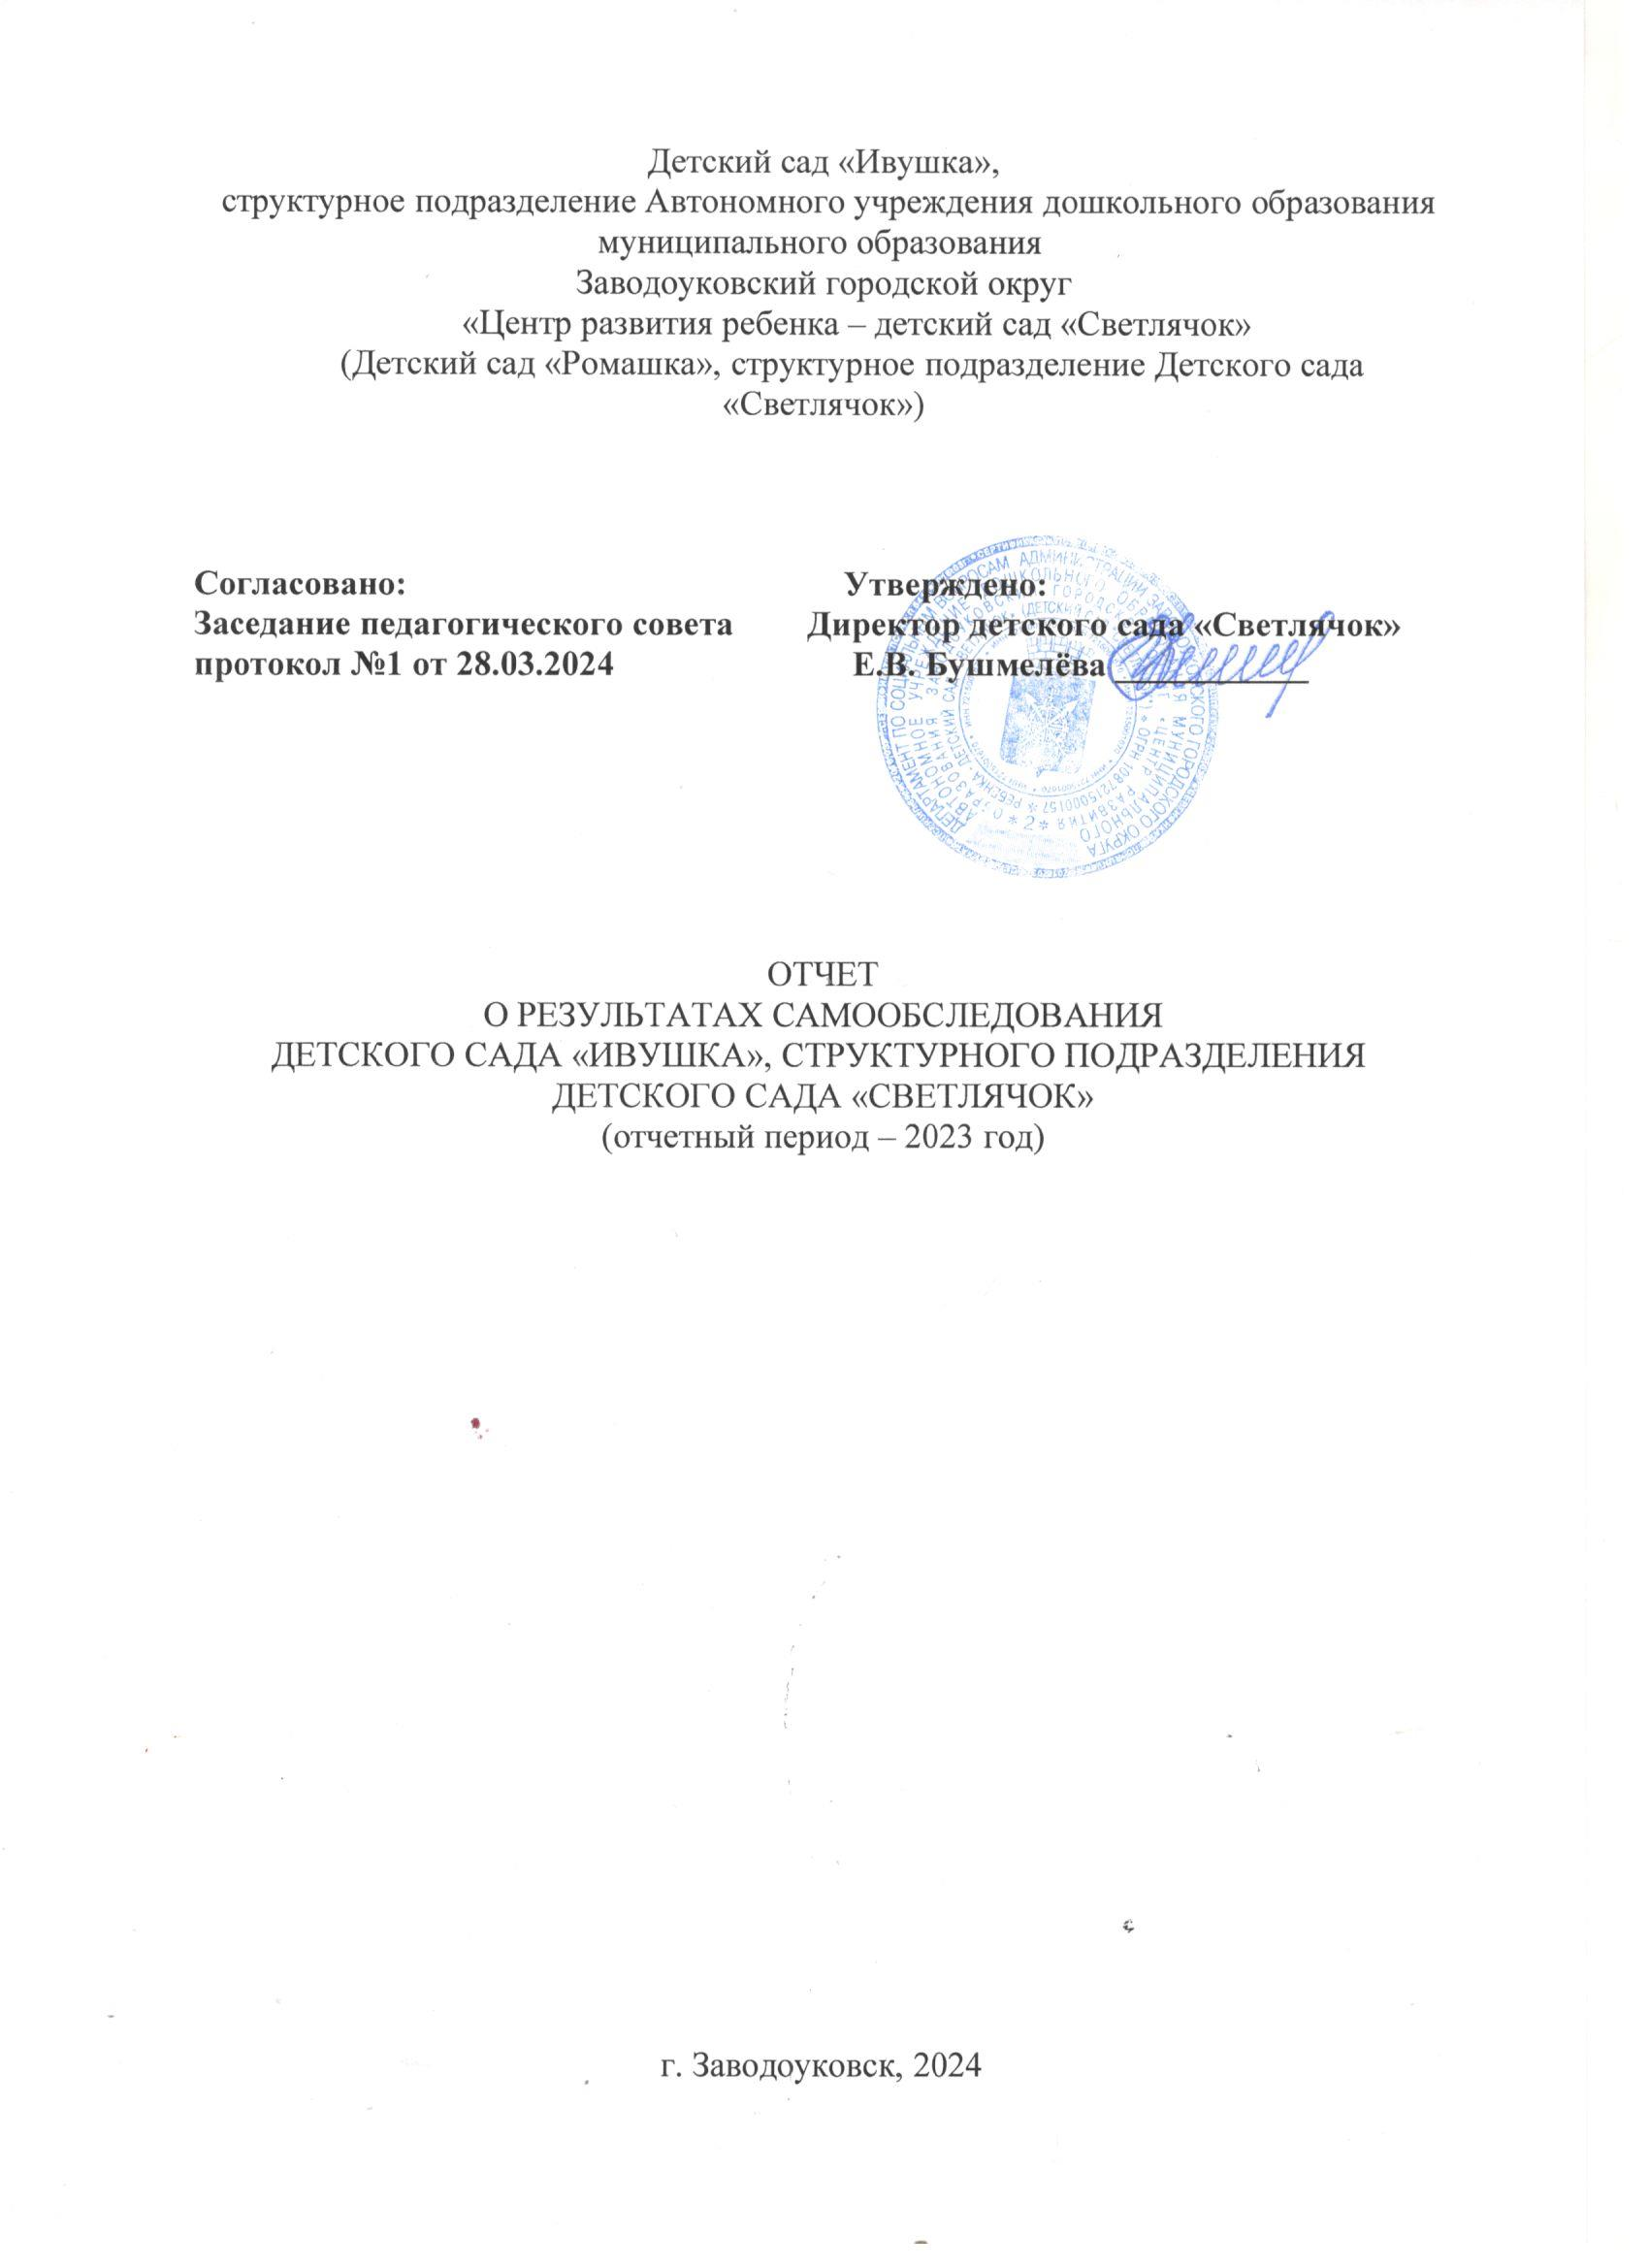 Детский сад «Ивушка»,
структурное подразделение Автономного учреждения дошкольного образования
муниципального образования
Заводоуковский городской округ
«Центр развития ребенка – детский сад «Светлячок»
(Детский сад «Ромашка», структурное подразделение Детского сада
«Светлячок»)
Согласовано:
Заседание педагогического совета
протокол №1 от 28.03.2024
Утверждено:
Директор детского сада «Светлячок»
Е.В. Бушмелёва
ОТЧЕТ
О РЕЗУЛЬТАТАХ САМООБСЛЕДОВАНИЯ
ДЕТСКОГО САДА «ИВУШКА», СТРУКТУРНОГО ПОДРАЗДЕЛЕНИЯ
ДЕТСКОГО САДА «СВЕТЛЯЧОК»
(отчетный период – 2023 год)
г. Заводоуковск, 2024